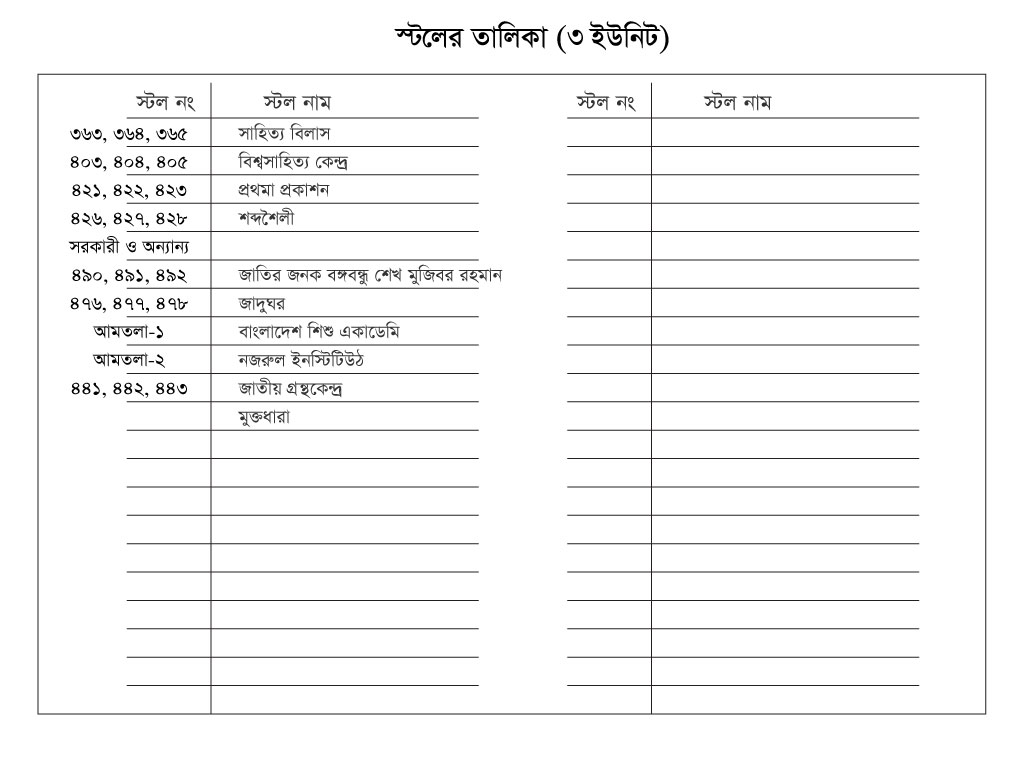 স্টলের তালিকা (৩ ইউনিট)
স্টল নং স্টল নাম স্টল নং স্টল নাম
৩৬৩, ৩৬৪, ৩৬৫ সাহিত্য বিলাস
৪০৩, ৪০৪, ৪০৫ বিশ্বসাহিত্য কেন্দ্র
৪২১, ৪২২, ৪২৩ প্রথমা প্রকাশন
৪২৬, ৪২৭, ৪২৮ শব্দশৈলী
সরকারী ও অন্যান্য
৪৯০, ৪৯১, ৪৯২ জাতির জনক বঙ্গবন্ধু শেখ মুজিবর রহমান
৪৭৬, ৪৭৭, ৪৭৮ জাদুঘর
আমতলা-১ বাংলাদেশ শিশু একাডেমি
আমতলা-২ নজরুল ইনস্টিটিউঠ
৪৪১, ৪৪২, ৪৪৩ জাতীয় গ্রন্থকেন্দ্র
মুক্তধারা